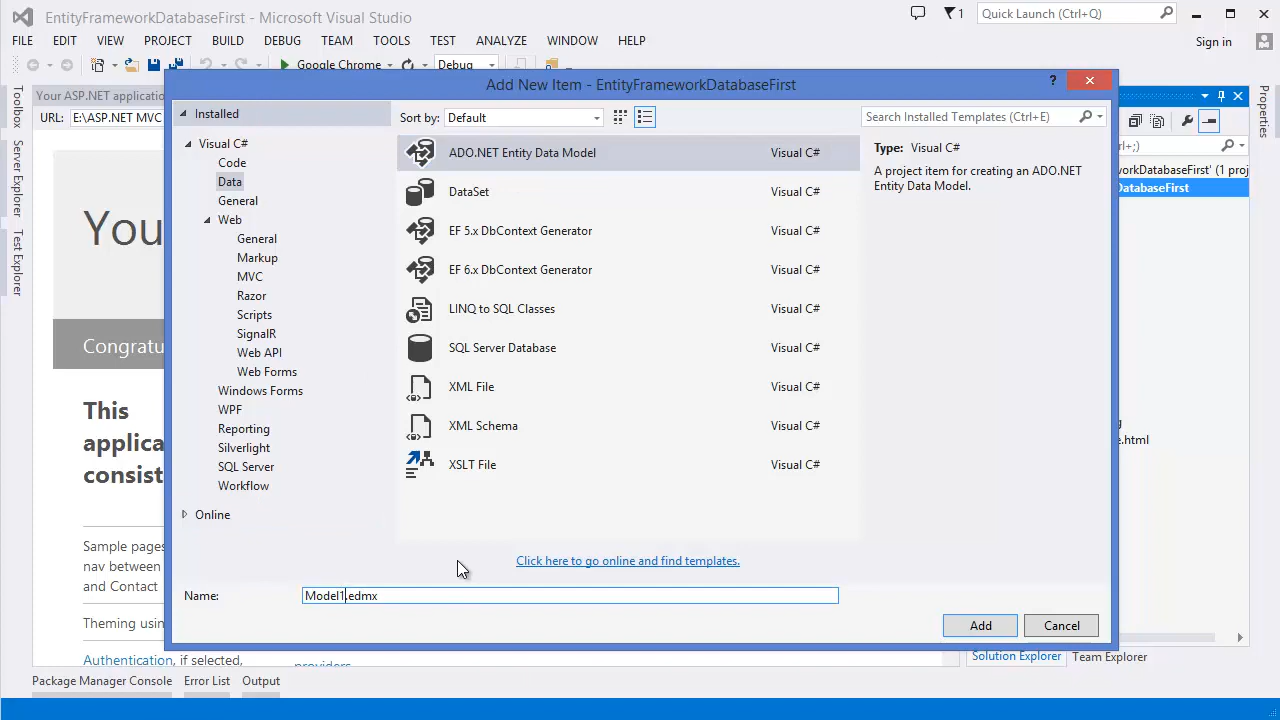 EntityFrameworkDatabaseFirst - Microsoft Visual Studio
1
Quick Launch (Ctrl+Q)
FILE EDIT VIEW PROJECT BUILD DEBUG TEAM TOOLS TEST ANALYZE WINDOW HELP
Sign in
Google Chrome
Debug
Add New Item - EntityFrameworkDatabaseFirst
?
Toolbox
Server Explorer
Test Explorer
Your ASP.NET application
URL: E:\ASP.NET MVC
You
Congratu
This
applica
consist
Sample pages
nav between
and Contact
Theming usin
Authentication, if selected,
providers
Installed
Visual C#
Code
Data
General
Web
General
Markup
MVC
Razor
Scripts
SignalR
Web API
Web Forms
Windows Forms
WPF
Reporting
Silverlight
SQL Server
Workflow
Online
Sort by: Default
Search Installed Templates (Ctrl+E)
ADO.NET Entity Data Model Visual C#
DataSet Visual C#
EF 5.x DbContext Generator Visual C#
EF 6.x DbContext Generator Visual C#
LINQ to SQL Classes Visual C#
SQL Server Database Visual C#
XML File Visual C#
XML Schema Visual C#
XSLT File Visual C#
Type: Visual C#
A project item for creating an ADO.NET
Entity Data Model.
Click here to go online and find templates.
Name: Model1.edmx
Add Cancel
Properties
trl+;)
workDatabaseFirst' (1 proj
DatabaseFirst
g
e.html
Solution Explorer Team Explorer
Package Manager Console Error List Output